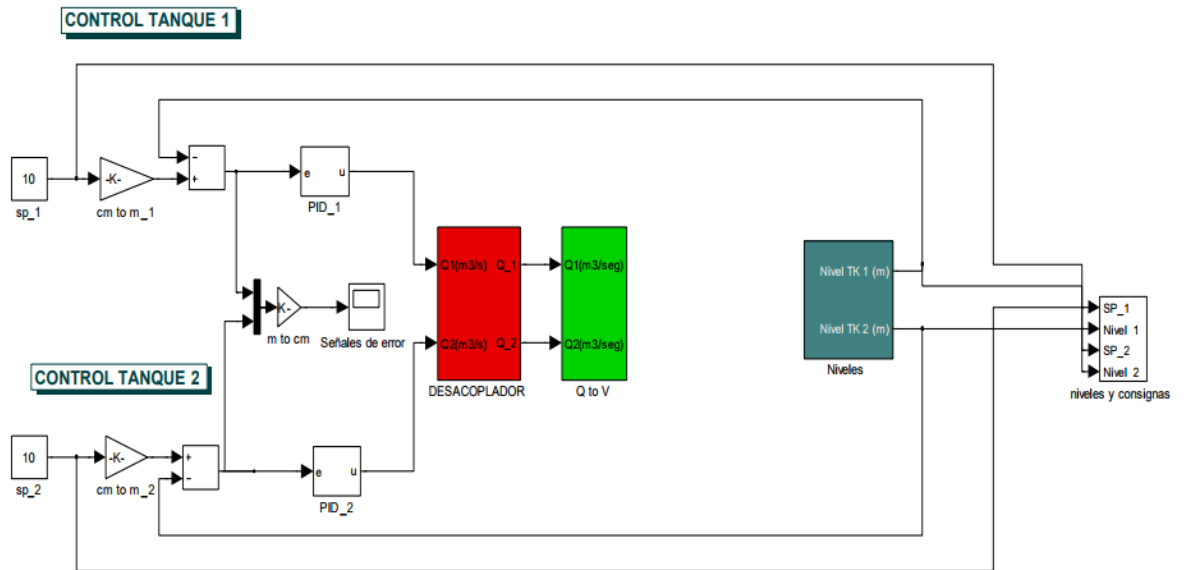 CONTROL TANQUE 1
10
sp_1
-K-
cm to m_1
−
+
e
u
PID_1
Q1(m3/s)
Q_1
Q2(m3/s)
Q_2
DESACOPLADOR
Q1(m3/seg)
Q2(m3/seg)
Q to V
K-
m to cm
Señales de error
Nivel TK 1 (m)
Nivel TK 2 (m)
Niveles
SP_1
Nivel 1
SP_2
Nivel 2
niveles y consignas
CONTROL TANQUE 2
10
sp_2
-K-
cm to m_2
+
−
e
u
PID_2